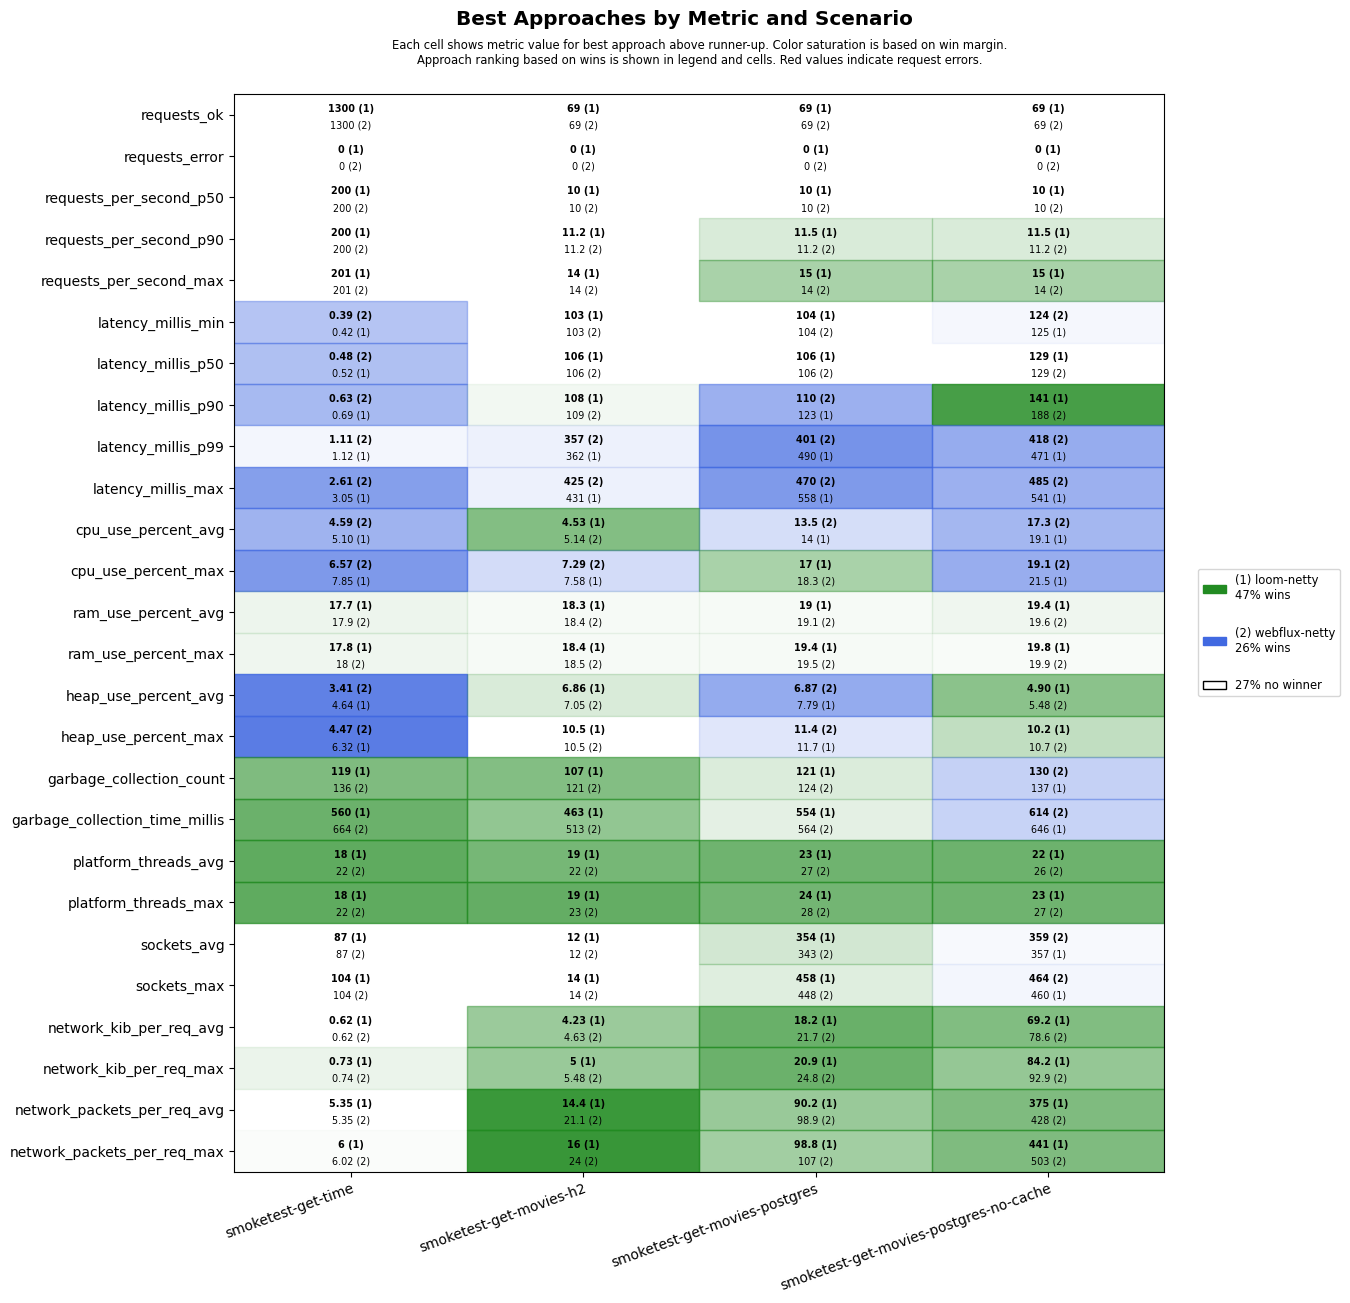 Best Approaches by Metric and Scenario
Each cell shows metric value for best approach above runner-up. Color saturation is based on win margin.
Approach ranking based on wins is shown in legend and cells. Red values indicate request errors.
requests_ok
1300 (1) 69 (1) 69 (1) 69 (1)
1300 (2) 69 (2) 69 (2) 69 (2)
requests_error
0 (1) 0 (1) 0 (1) 0 (1)
0 (2) 0 (2) 0 (2) 0 (2)
requests_per_second_p50
200 (1) 10 (1) 10 (1) 10 (1)
200 (2) 10 (2) 10 (2) 10 (2)
requests_per_second_p90
200 (1) 11.2 (1) 11.5 (1) 11.5 (1)
200 (2) 11.2 (2) 11.2 (2) 11.2 (2)
requests_per_second_max
201 (1) 14 (1) 15 (1) 15 (1)
201 (2) 14 (2) 14 (2) 14 (2)
latency_millis_min
0.39 (2) 103 (1) 104 (1) 124 (2)
0.42 (1) 103 (2) 104 (2) 125 (1)
latency_millis_p50
0.48 (2) 106 (1) 106 (1) 129 (1)
0.52 (1) 106 (2) 106 (2) 129 (2)
latency_millis_p90
0.63 (2) 108 (1) 110 (2) 141 (1)
0.69 (1) 109 (2) 123 (1) 188 (2)
latency_millis_p99
1.11 (2) 357 (2) 401 (2) 418 (2)
1.12 (1) 362 (1) 490 (1) 471 (1)
latency_millis_max
2.61 (2) 425 (2) 470 (2) 485 (2)
3.05 (1) 431 (1) 558 (1) 541 (1)
cpu_use_percent_avg
4.59 (2) 4.53 (1) 13.5 (2) 17.3 (2)
5.10 (1) 5.14 (2) 14 (1) 19.1 (1)
cpu_use_percent_max
6.57 (2) 7.29 (2) 17 (1) 19.1 (2)
7.85 (1) 7.58 (1) 18.3 (2) 21.5 (1)
ram_use_percent_avg
17.7 (1) 18.3 (1) 19 (1) 19.4 (1)
17.9 (2) 18.4 (2) 19.1 (2) 19.6 (2)
ram_use_percent_max
17.8 (1) 18.4 (1) 19.4 (1) 19.8 (1)
18 (2) 18.5 (2) 19.5 (2) 19.9 (2)
heap_use_percent_avg
3.41 (2) 6.86 (1) 6.87 (2) 4.90 (1)
4.64 (1) 7.05 (2) 7.79 (1) 5.48 (2)
heap_use_percent_max
4.47 (2) 10.5 (1) 11.4 (2) 10.2 (1)
6.32 (1) 10.5 (2) 11.7 (1) 10.7 (2)
garbage_collection_count
119 (1) 107 (1) 121 (1) 130 (2)
136 (2) 121 (2) 124 (2) 137 (1)
garbage_collection_time_millis
560 (1) 463 (1) 554 (1) 614 (2)
664 (2) 513 (2) 564 (2) 646 (1)
platform_threads_avg
18 (1) 19 (1) 23 (1) 22 (1)
22 (2) 22 (2) 27 (2) 26 (2)
platform_threads_max
18 (1) 19 (1) 24 (1) 23 (1)
22 (2) 23 (2) 28 (2) 27 (2)
sockets_avg
87 (1) 12 (1) 354 (1) 359 (2)
87 (2) 12 (2) 343 (2) 357 (1)
sockets_max
104 (1) 14 (1) 458 (1) 464 (2)
104 (2) 14 (2) 448 (2) 460 (1)
network_kib_per_req_avg
0.62 (1) 4.23 (1) 18.2 (1) 69.2 (1)
0.62 (2) 4.63 (2) 21.7 (2) 78.6 (2)
network_kib_per_req_max
0.73 (1) 5 (1) 20.9 (1) 84.2 (1)
0.74 (2) 5.48 (2) 24.8 (2) 92.9 (2)
network_packets_per_req_avg
5.35 (1) 14.4 (1) 90.2 (1) 375 (1)
5.35 (2) 21.1 (2) 98.9 (2) 428 (2)
network_packets_per_req_max
6 (1) 16 (1) 98.8 (1) 441 (1)
6.02 (2) 24 (2) 107 (2) 503 (2)
smoketest-get-time
smoketest-get-movies-h2
smoketest-get-movies-postgres
smoketest-get-movies-postgres-no-cache
(1) loom-netty
47% wins
(2) webflux-netty
26% wins
27% no winner